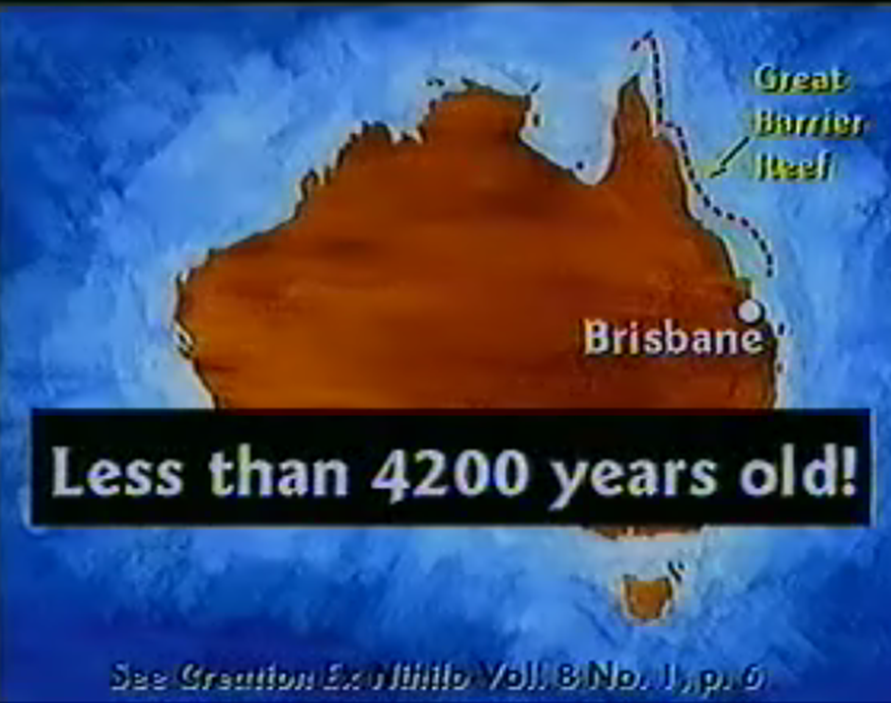 Great
Barrier
Reef
Brisbane
Less than 4200 years old!
See Creation Ex Nihilo Vol. 8 No. 1, p. 6